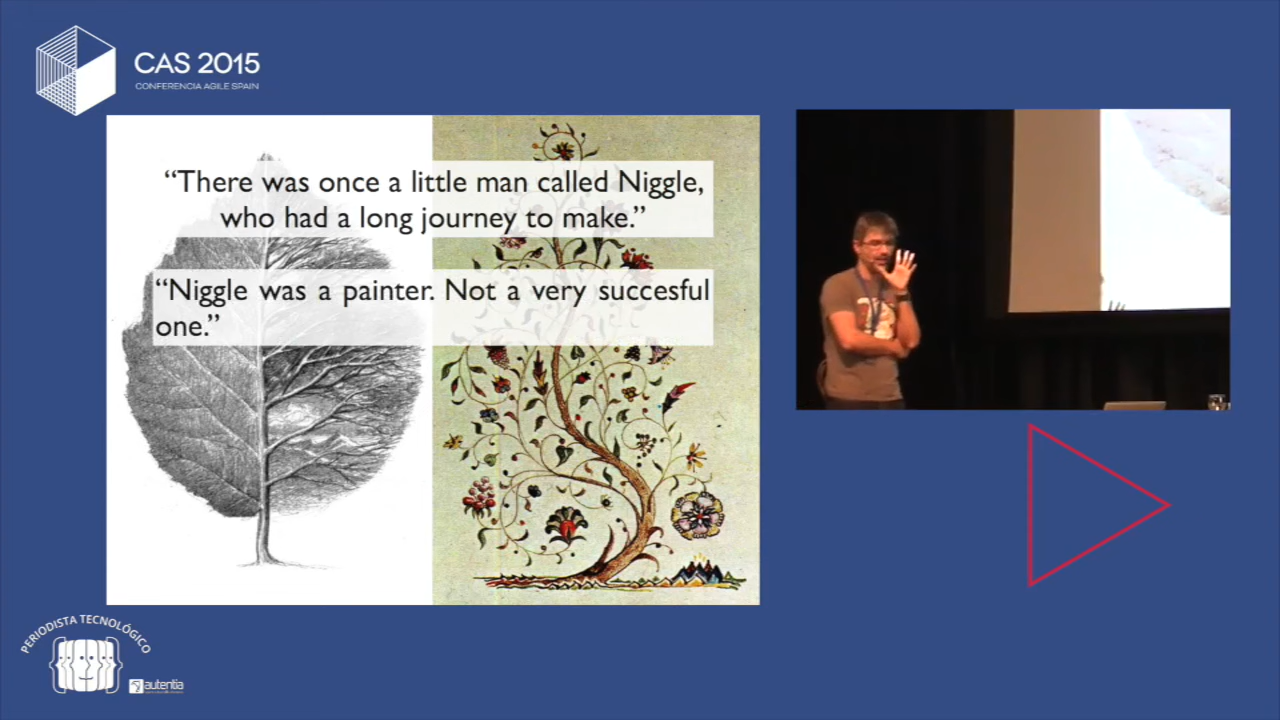 CAS 2015
CONFERENCIA AGILE SPAIN
“There was once a little man called Niggle,
who had a long journey to make.”
“Niggle was a painter. Not a very succesful
one.”
PERIODISTA TECNOLÓGICO
autentia